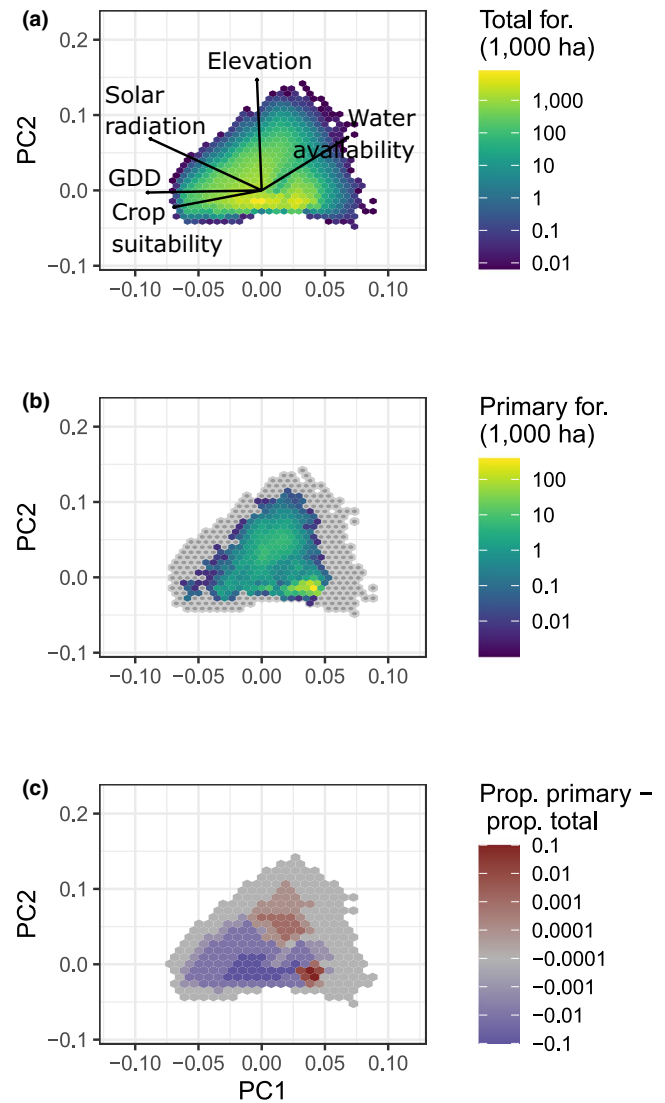 (a)
Total for.
(1,000 ha)
0.2
0.1
0.0
−0.1
PC2
Elevation
Solar
radiation
Water
availability
GDD
Crop
suitability
−0.10 −0.05 0.00 0.05 0.10
1,000
100
10
1
0.1
0.01
(b)
Primary for.
(1,000 ha)
0.2
0.1
0.0
−0.1
PC2
−0.10 −0.05 0.00 0.05 0.10
100
10
1
0.1
0.01
(c)
Prop. primary −
prop. total
0.2
0.1
0.0
−0.1
PC2
−0.10 −0.05 0.00 0.05 0.10
PC1
0.1
0.01
0.001
0.0001
−0.0001
−0.001
−0.01
−0.1